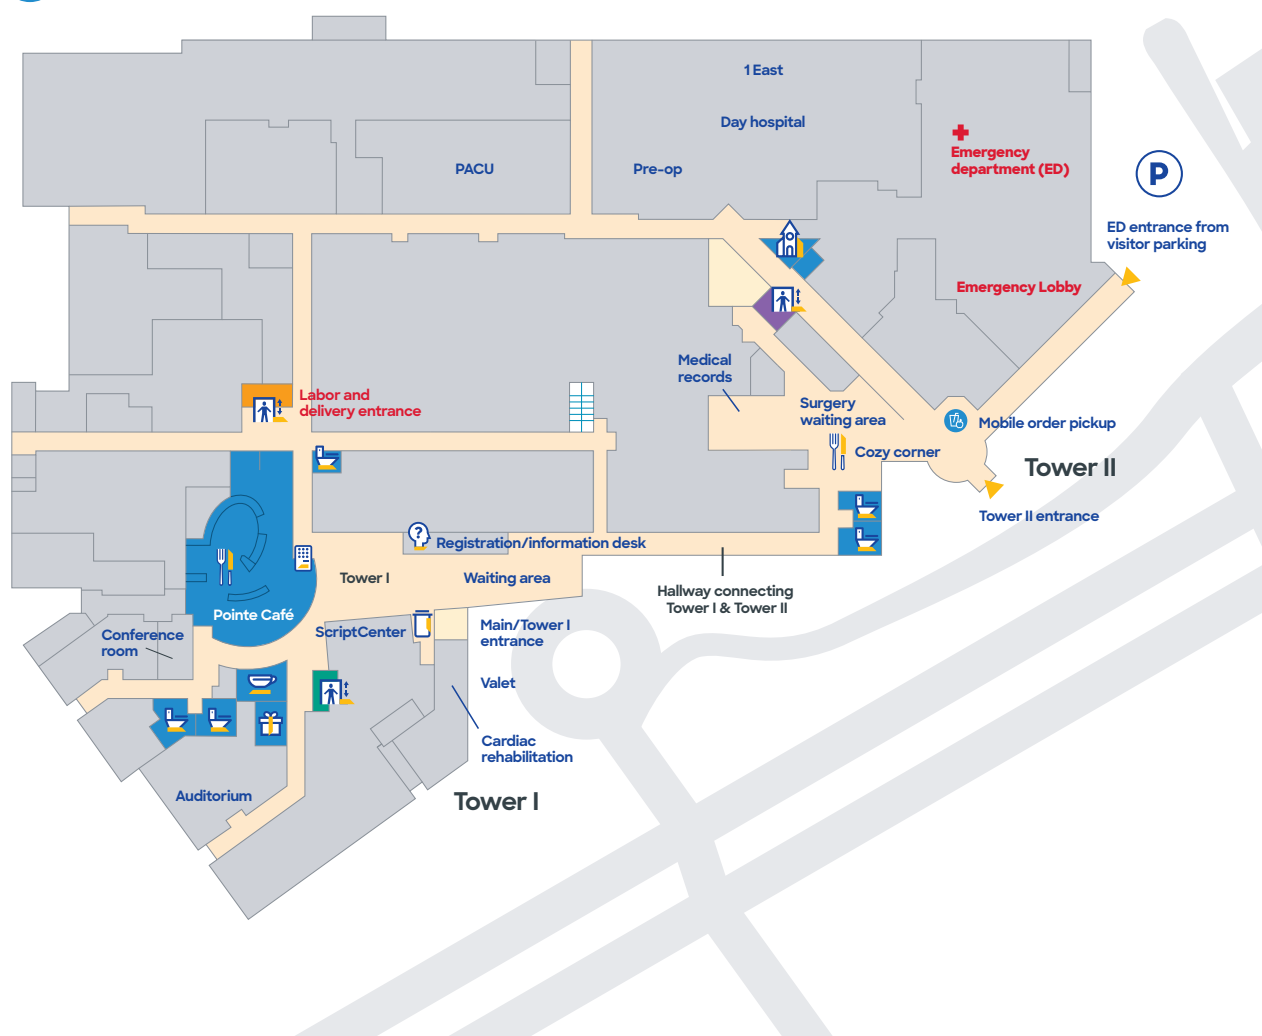 1 East
Day hospital
PACU
Pre-op
Emergency
department (ED)
P
ED entrance from
visitor parking
Emergency Lobby
Medical
records
Labor and
delivery entrance
Surgery
waiting area
Mobile order pickup
Cozy corner
Tower II
Tower II entrance
?
Registration/information desk
Tower I
Waiting area
Hallway connecting
Tower I & Tower II
Pointe Café
ScriptCenter
Main/Tower I
entrance
Conference
room
Valet
Cardiac
rehabilitation
Auditorium
Tower I